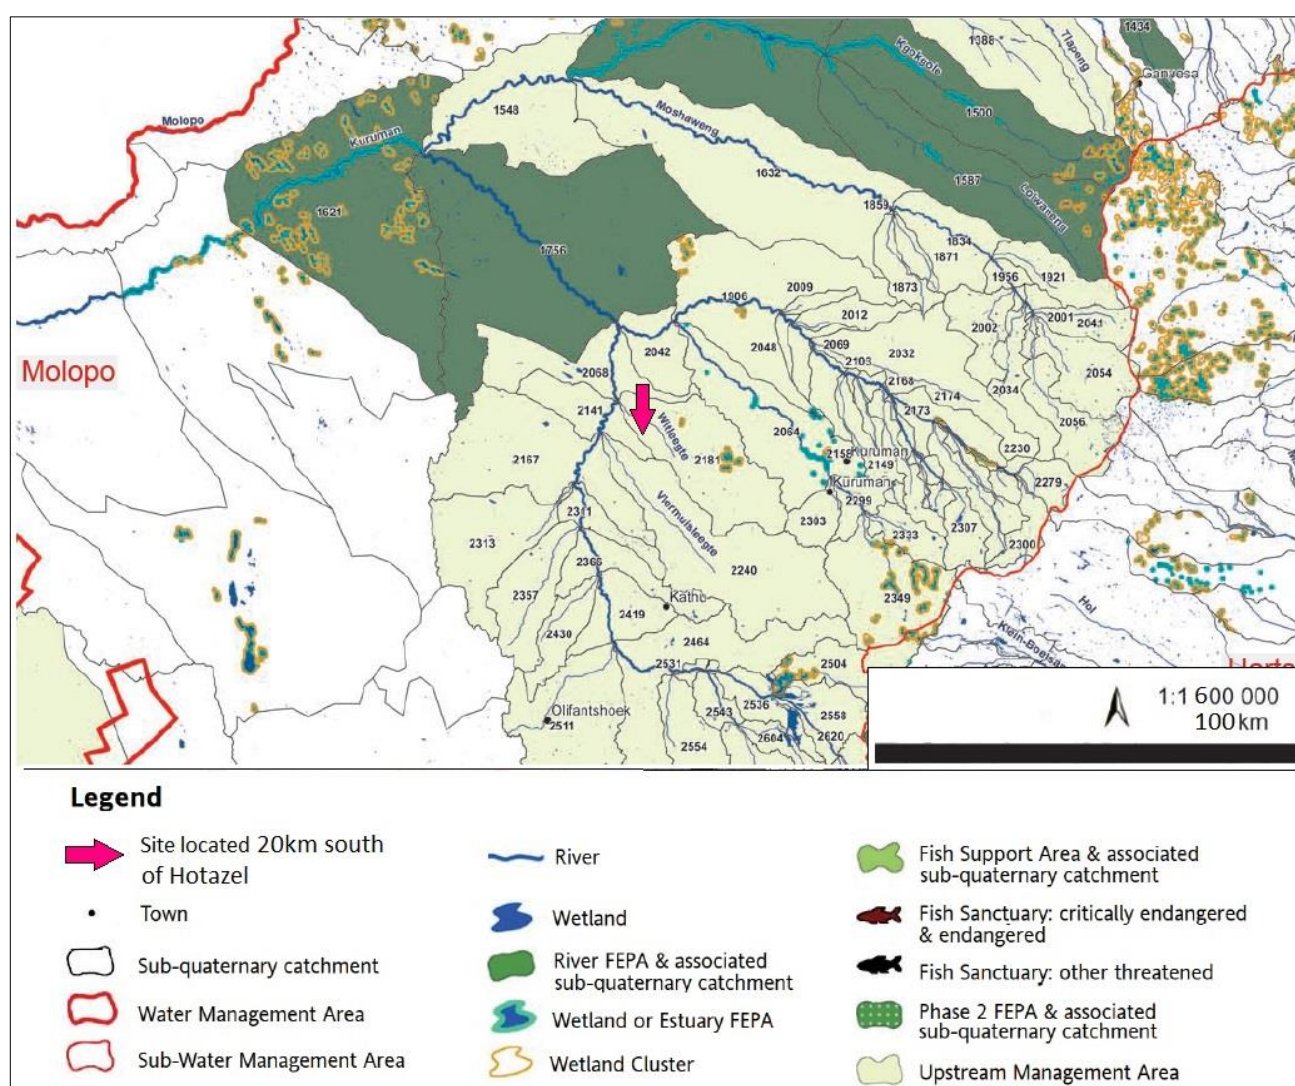 1388
Tlapeng
1434
Ganyesa
Kgokgole
1500
Molopo
1548
Moshaweng
Kuruman
1632
1587
Lotwaneng
1621
1859
1834
1756
1871
1956
1921
1873
1906
2009
2012
2002
2001
2041
2042
2048
2069
2103
2032
2054
Molopo
2068
2168
2034
2174
2141
Witleegte
2173
2056
2064
2167
2181
2158
Kuruman
2149
2230
Kuruman
2279
2299
Vlermuisleegte
2311
2303
2307
2313
2333
2300
2366
2240
2357
2349
Kathu
2419
Hol
2430
2464
2531
2504
2536
Olifantshoek
2511
2543
2558
2554
2604
2620
1:1 600 000
100 km
Legend
Site located 20km south
of Hotazel
Town
Sub-quaternary catchment
Water Management Area
Sub-Water Management Area
River
Wetland
River FEPA & associated
sub-quaternary catchment
Wetland or Estuary FEPA
Wetland Cluster
Fish Support Area & associated
sub-quaternary catchment
Fish Sanctuary: critically endangered
& endangered
Fish Sanctuary: other threatened
Phase 2 FEPA & associated
sub-quaternary catchment
Upstream Management Area